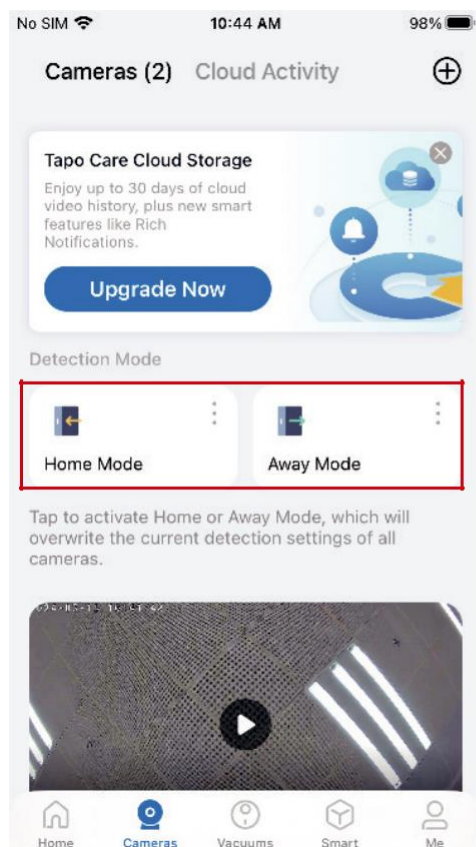 No SIM 10:44 AM 98%
Cameras (2) Cloud Activity
Tapo Care Cloud Storage
Enjoy up to 30 days of cloud
video history, plus new smart
features like Rich
Notifications.
Upgrade Now
Detection Mode
Home Mode Away Mode
Tap to activate Home or Away Mode, which will
overwrite the current detection settings of all
cameras.
Home Cameras Vacuums Smart Me